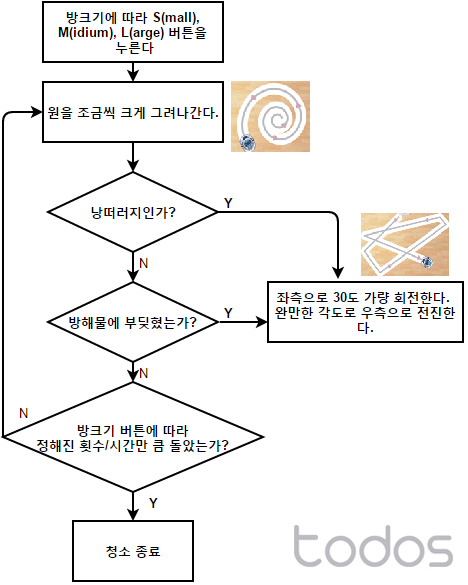 방크기에 따라 S(mall),
M(idium), L(arge) 버튼을
누른다
원을 조금씩 크게 그려나간다.
낭떠러지인가?
Y
N
좌측으로 30도 가량 회전한다.
완만한 각도로 우측으로 전진한
다.
방해물에 부딪혔는가?
Y
N
방크기 버튼에 따라
정해진 횟수/시간만 큼 돌았는가?
N
Y
청소 종료
todos